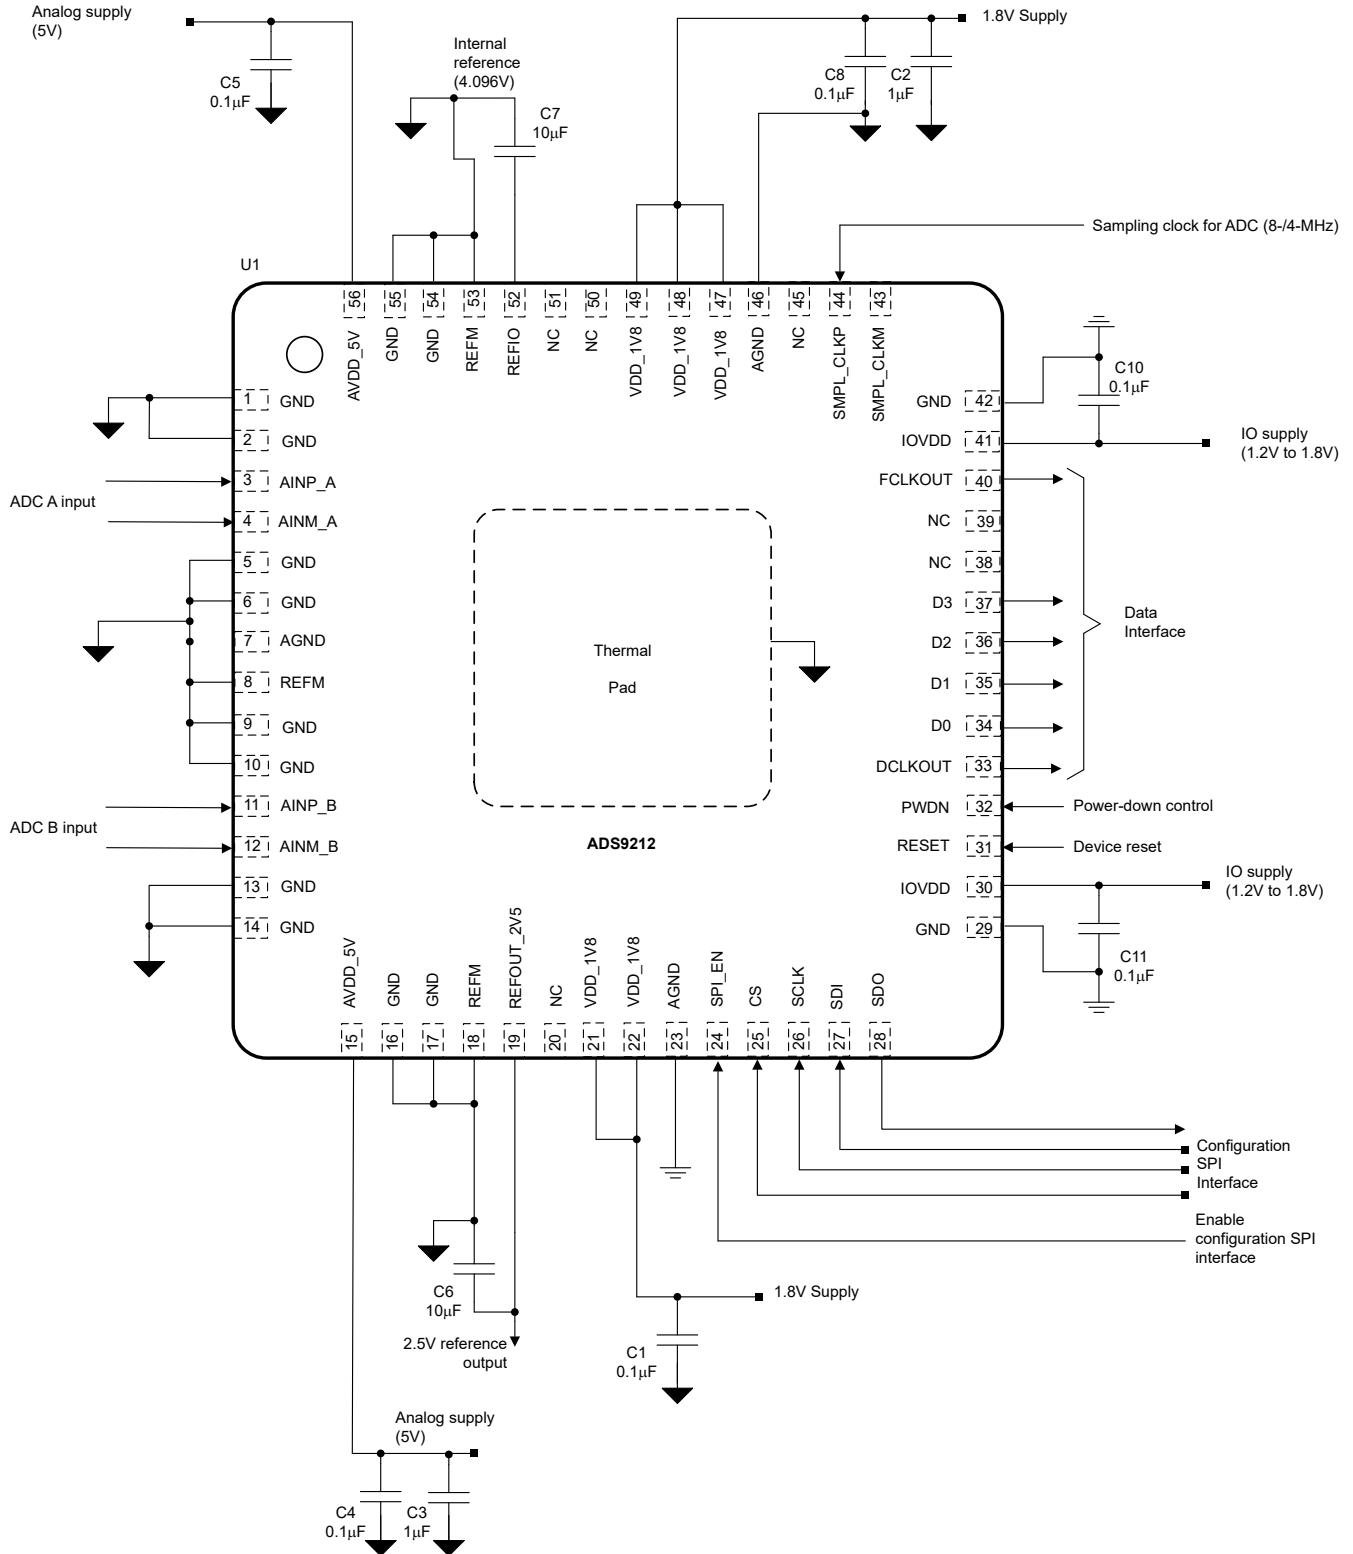 Analog supply
(5V)
C5
0.1µF
Internal
reference
(4.096V)
C7
10µF
1.8V Supply
C8
0.1µF
C2
1µF
Sampling clock for ADC (8-/4-MHz)
U1
56
55
54
53
52
51
50
49
48
47
46
45
44
43
AVDD_5V
GND
GND
REFM
REFIO
NC
NC
VDD_1V8
VDD_1V8
VDD_1V8
AGND
NC
SMPL_CLKP
SMPL_CLKM
1 GND
2 GND
3 AINP_A
ADC A input
4 AINM_A
5 GND
6 GND
7 AGND
8 REFM
9 GND
10 GND
11 AINP_B
ADC B input
12 AINM_B
13 GND
14 GND
Thermal
Pad
ADS9212
C10
0.1µF
GND 42
IOVDD 41
IO supply
(1.2V to 1.8V)
FCLKOUT 40
NC 39
NC 38
D3 37
D2 36
D1 35
D0 34
DCLKOUT 33
Data
Interface
PWDN 32
Power-down control
RESET 31
Device reset
IOVDD 30
IO supply
(1.2V to 1.8V)
GND 29
C11
0.1µF
AVDD_5V
GND
GND
REFM
REFOUT_2V5
NC
VDD_1V8
VDD_1V8
AGND
SPI_EN
CS
SCLK
SDI
SDO
15
16
17
18
19
20
21
22
23
24
25
26
27
28
Configuration
SPI
Interface
Enable
configuration SPI
interface
C6
10µF
2.5V reference
output
1.8V Supply
C1
0.1µF
Analog supply
(5V)
C4
0.1µF
C3
1µF